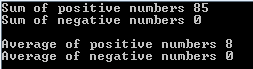 Sum of positive numbers 85
Sum of negative numbers 0
Average of positive numbers 8
Average of negative numbers 0